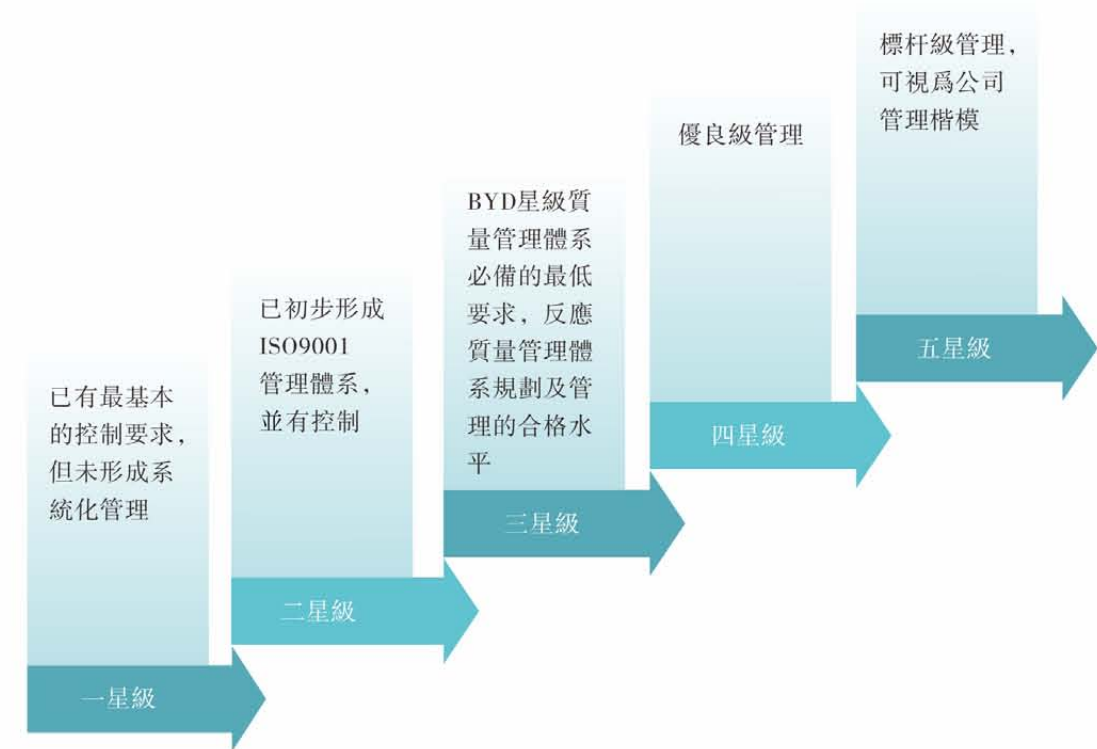 已有最基本
的控制要求，
但未形成系
統化管理
一星級
已初步形成
ISO9001
管理體系，
並有控制
二星級
BYD星級質
量管理體系
必備的最低
要求，反應
質量管理體
系規劃及管
理的合格水
平
三星級
優良級管理
四星級
標杆級管理，
可視爲公司
管理楷模
五星級